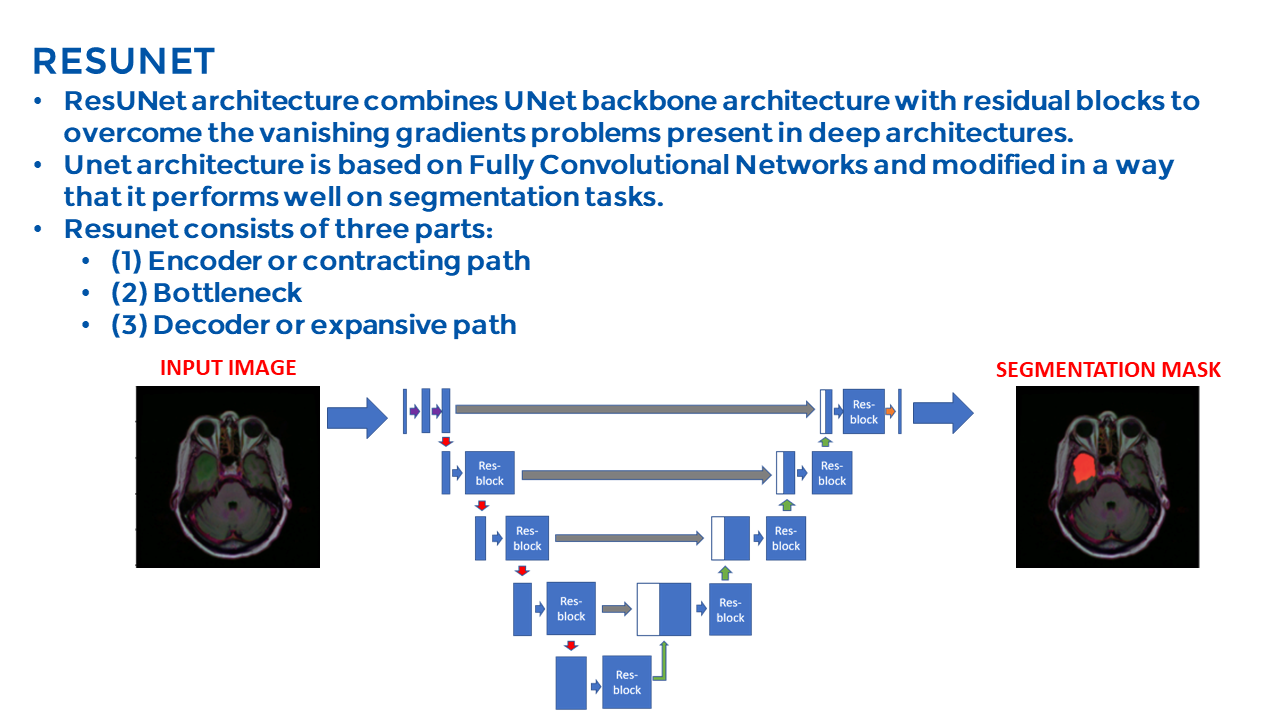 RESUNET
• ResUNet architecture combines UNet backbone architecture with residual blocks to
overcome the vanishing gradients problems present in deep architectures.
• Unet architecture is based on Fully Convolutional Networks and modified in a way
that it performs well on segmentation tasks.
• Resunet consists of three parts:
• (1) Encoder or contracting path
• (2) Bottleneck
• (3) Decoder or expansive path
INPUT IMAGE
SEGMENTATION MASK
Res-
block
Res-
block
Res-
block
Res-
block
Res-
block
Res-
block
Res-
block
Res-
block